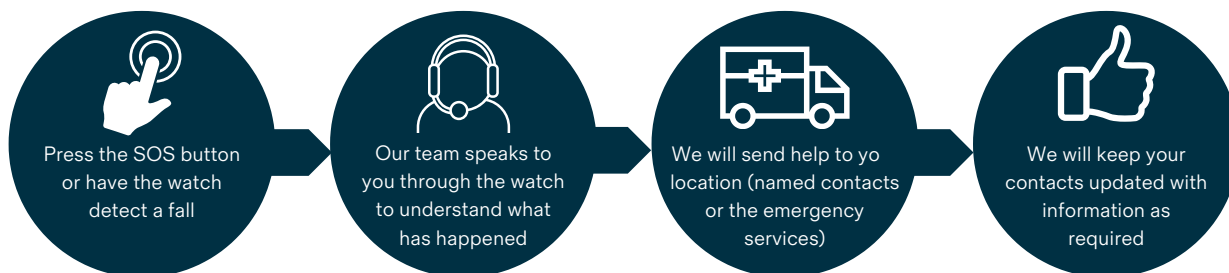 Press the SOS button
or have the watch
detect a fall
Our team speaks to
you through the watch
to understand what
has happened
We will send help to yo
location (named contacts
or the emergency
services)
We will keep your
contacts updated with
information as
required